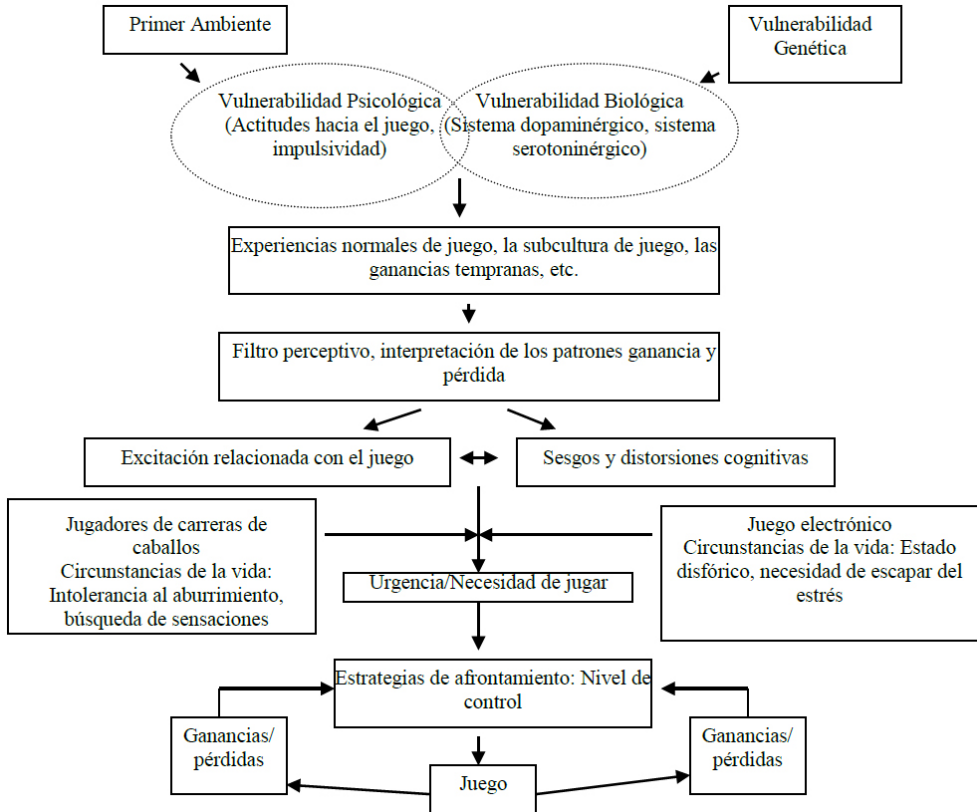 Primer Ambiente
Vulnerabilidad
Genética
Vulnerabilidad Psicológica
(Actitudes hacia el juego,
impulsividad)
Vulnerabilidad Biológica
(Sistema dopaminérgico, sistema
serotoninérgico)
Experiencias normales de juego, la subcultura de juego, las
ganancias tempranas, etc.
Filtro perceptivo, interpretación de los patrones ganancia y
pérdida
Excitación relacionada con el juego
Sesgos y distorsiones cognitivas
Jugadores de carreras de
caballos
Circunstancias de la vida:
Intolerancia al aburrimiento,
búsqueda de sensaciones
Juego electrónico
Circunstancias de la vida: Estado
disfórico, necesidad de escapar del
estrés
Urgencia/Necesidad de jugar
Estrategias de afrontamiento: Nivel de
control
Ganancias/
pérdidas
Ganancias/
pérdidas
Juego